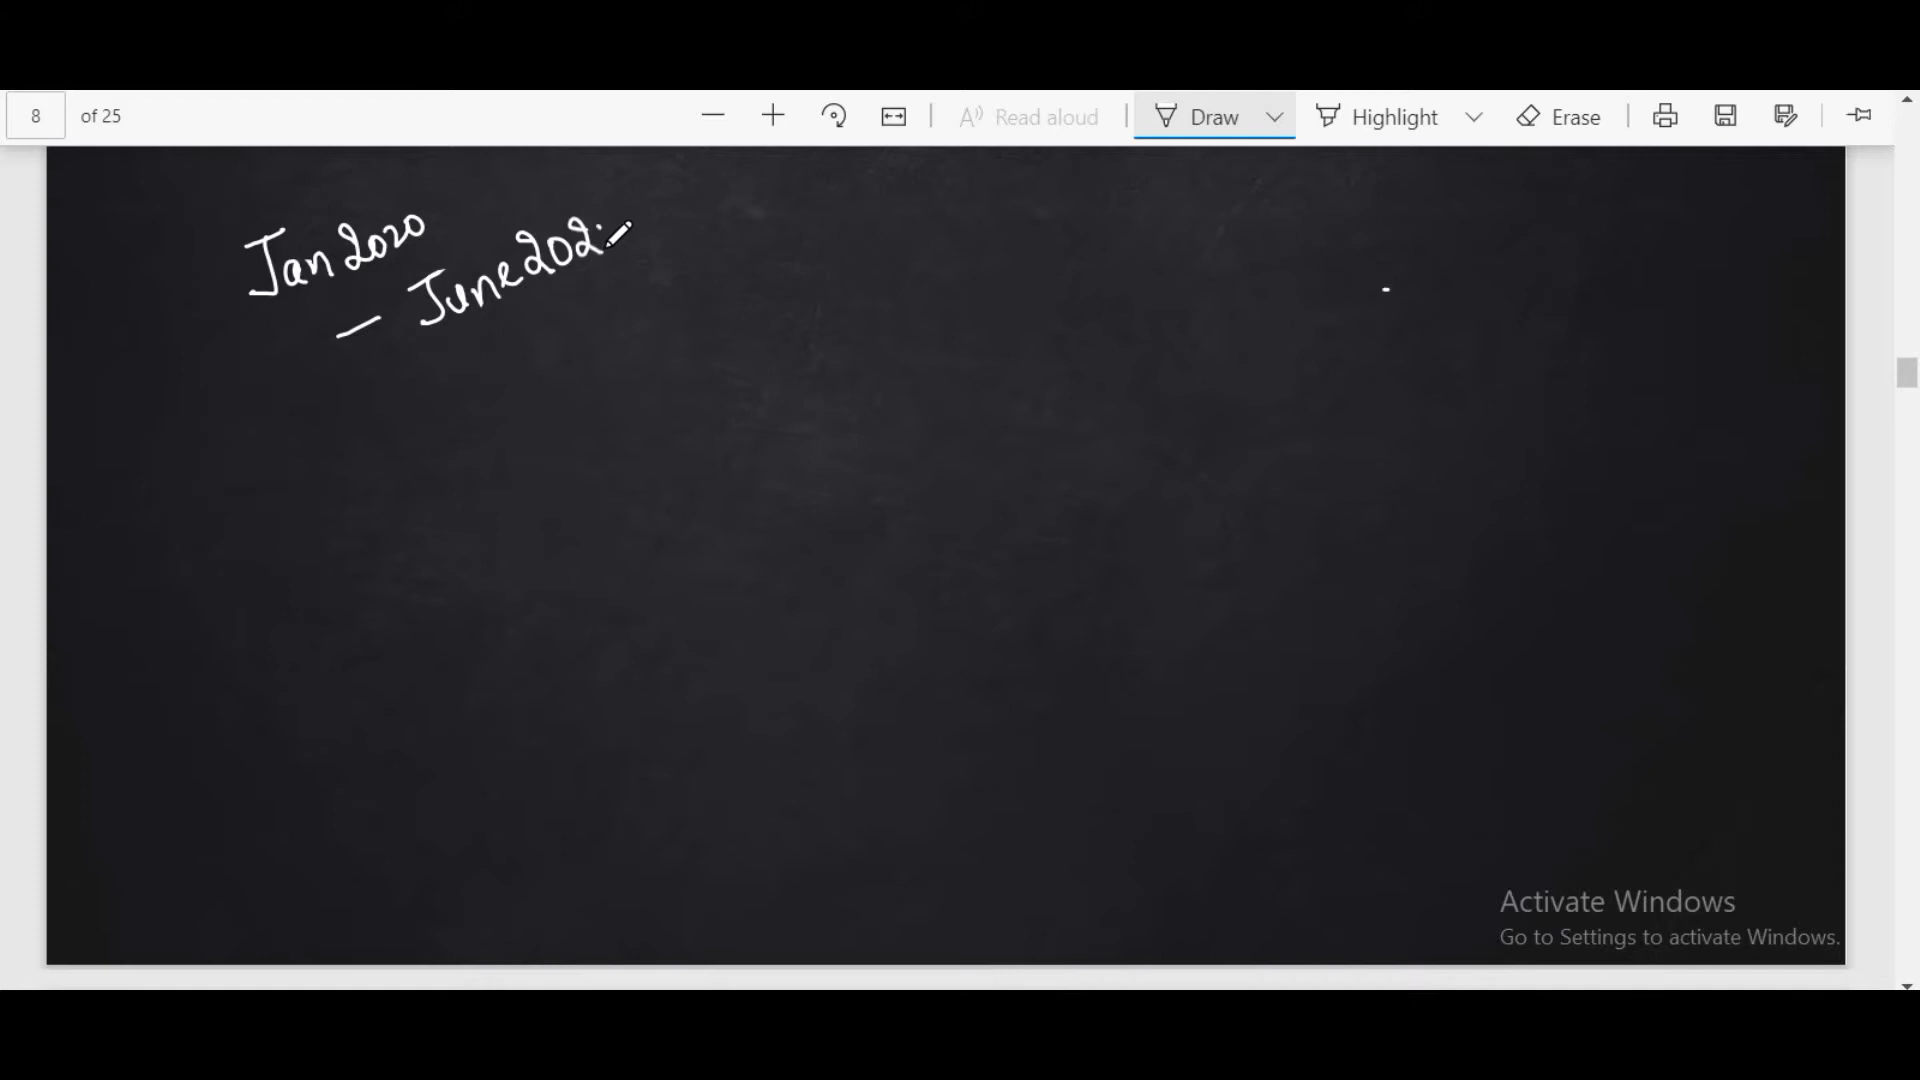 8 of 25
Read aloud
Draw
Highlight
Erase
Jan 2020
— June 202
Activate Windows
Go to Settings to activate Windows.